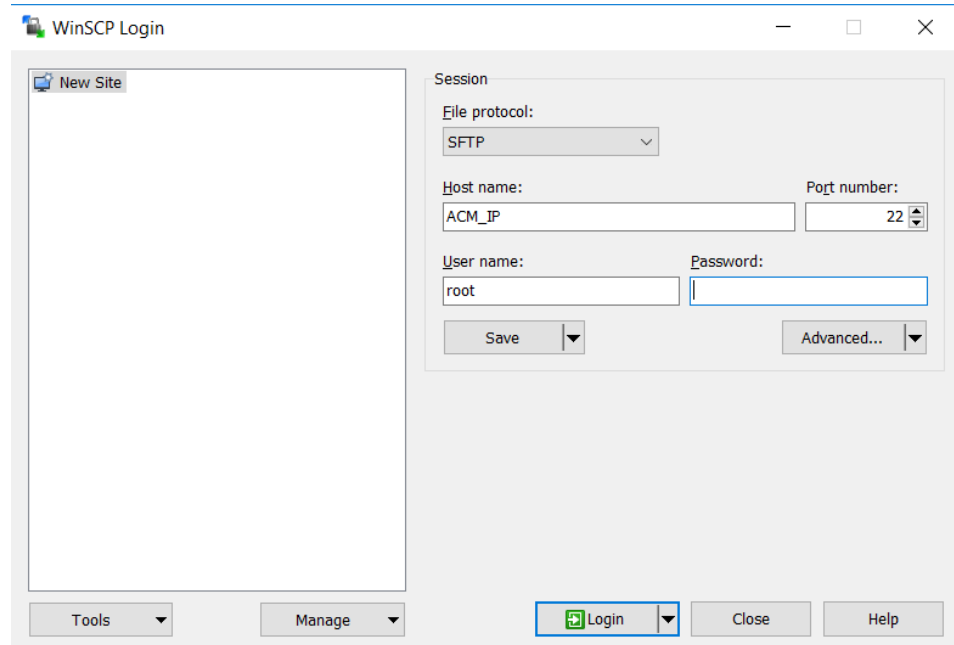 WinSCP Login
New Site
Session
File protocol:
SFTP
Host name: Port number:
ACM_IP 22
User name: Password:
root
Save Advanced...
Tools Manage Login Close Help